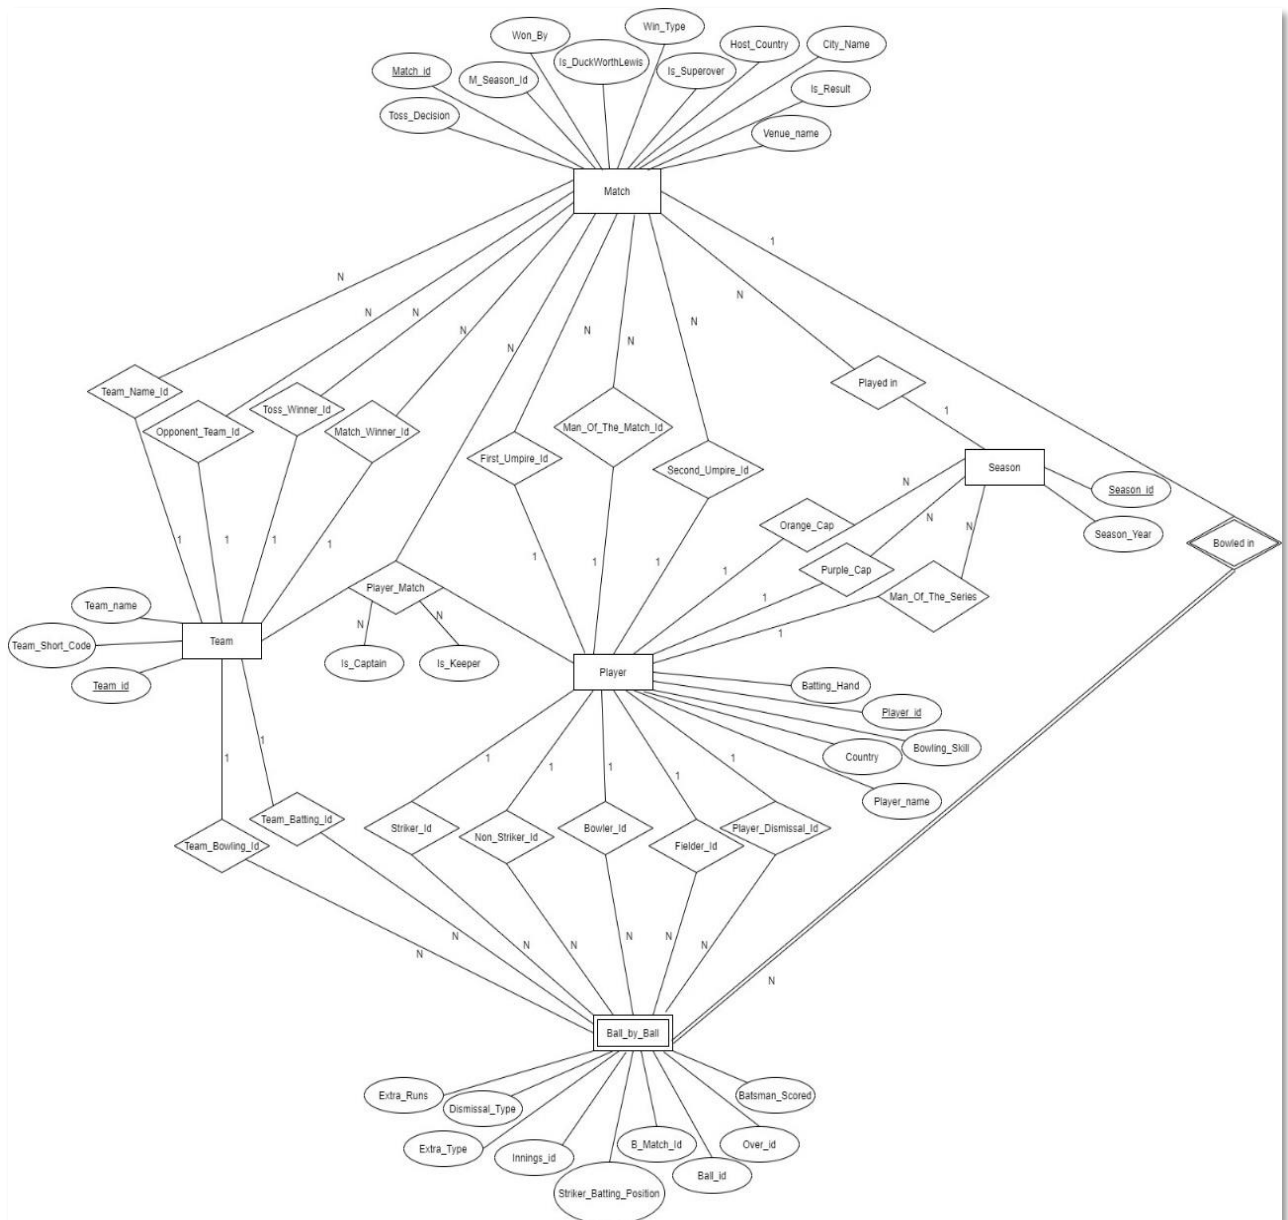 Win_Type
Won_By
Host_Country
City_Name
Is_DuckWorthLewis
Match_id
M_Season_Id
Is_Superover
Is_Result
Toss_Decision
Venue_name
Match
1
N
N
N
N
N
N
N
N
N
N
Team_Name_Id
Played in
1
Toss_Winner_Id
Opponent_Team_Id
Match_Winner_Id
Man_Of_The_Match_Id
First_Umpire_Id
Second_Umpire_Id
Season
N
Season_id
Orange_Cap
N
N
Season_Year
1
1
1
1
1
1
1
Bowled in
Purple_Cap
1
Player_Match
Man_Of_The_Series
1
Team_name
N
N
1
Team
Team_Short_Code
Is_Captain
Is_Keeper
Player
Team_id
Batting_Hand
Player_id
1
1
Bowling_Skill
Country
1
1
1
1
1
Player_name
Team_Batting_Id
Striker_Id
Non_Striker_Id
Bowler_Id
Player_Dismissal_Id
Team_Bowling_Id
Fielder_Id
N
N
N
N
N
N
N
N
Ball_by_Ball
Extra_Runs
Batsman_Scored
Dismissal_Type
Extra_Type
Innings_id
B_Match_Id
Over_id
Ball_id
Striker_Batting_Position